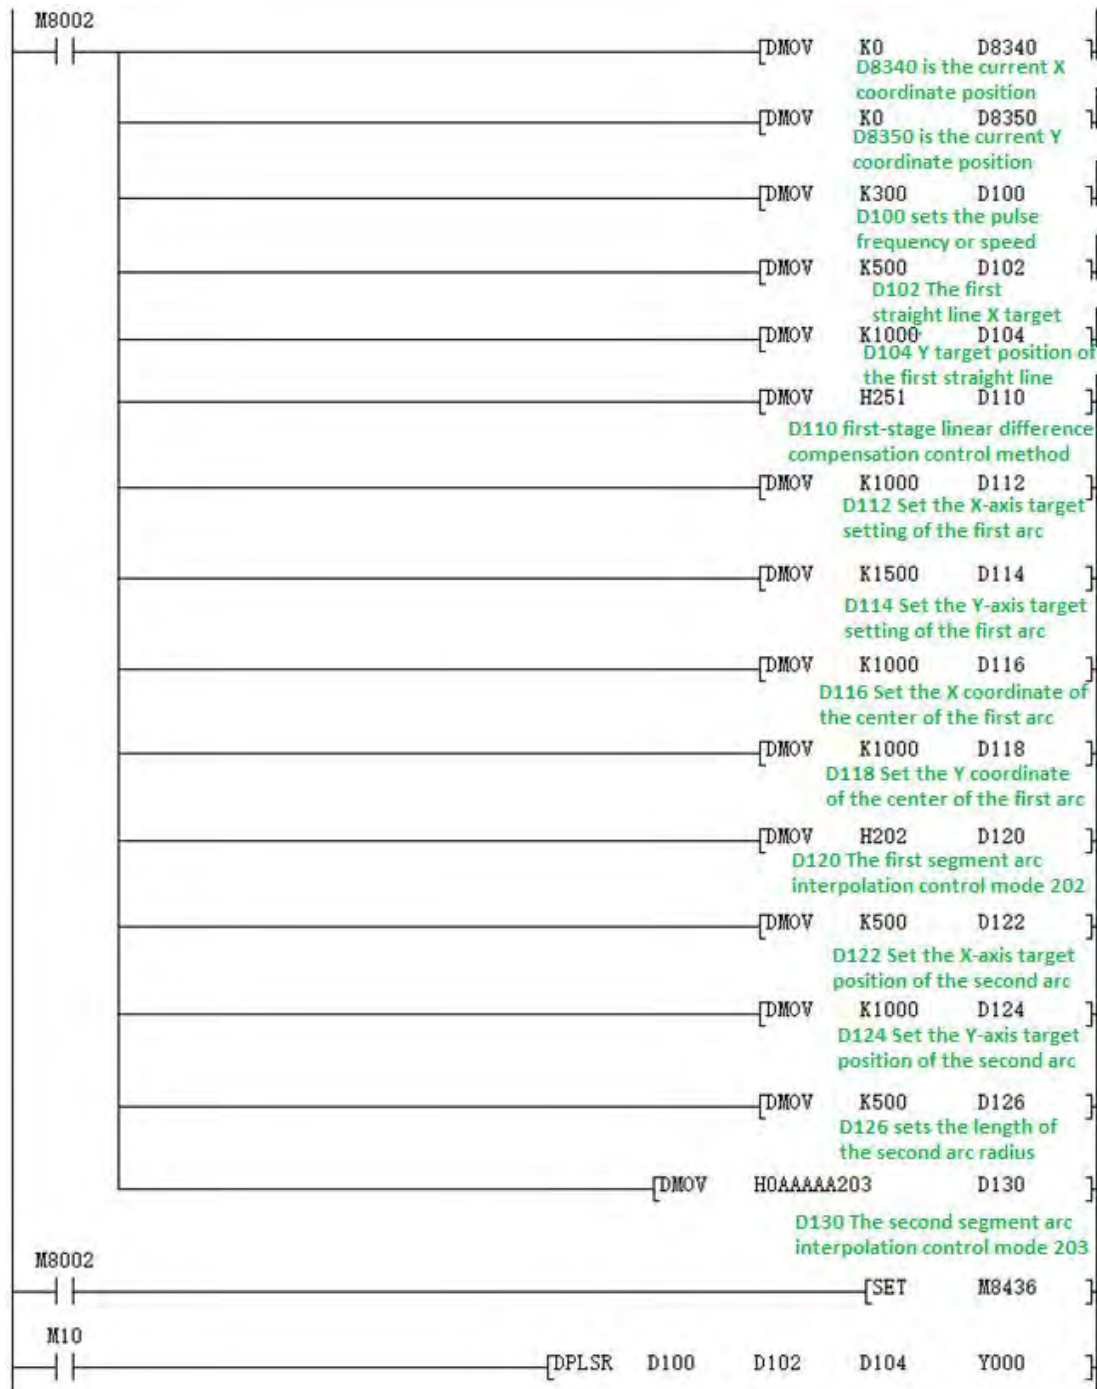 M8002
[DMOV K0 D8340 ]
D8340 is the current X
coordinate position
[DMOV K0 D8350 ]
D8350 is the current Y
coordinate position
[DMOV K300 D100 ]
D100 sets the pulse
frequency or speed
[DMOV K500 D102 ]
D102 The first
straight line X target
[DMOV K1000 D104 ]
D104 Y target position of
the first straight line
[DMOV H251 D110 ]
D110 first-stage linear difference
compensation control method
[DMOV K1000 D112 ]
D112 Set the X-axis target
setting of the first arc
[DMOV K1500 D114 ]
D114 Set the Y-axis target
setting of the first arc
[DMOV K1000 D116 ]
D116 Set the X coordinate of
the center of the first arc
[DMOV K1000 D118 ]
D118 Set the Y coordinate
of the center of the first arc
[DMOV H202 D120 ]
D120 The first segment arc
interpolation control mode 202
[DMOV K500 D122 ]
D122 Set the X-axis target
position of the second arc
[DMOV K1000 D124 ]
D124 Set the Y-axis target
position of the second arc
[DMOV K500 D126 ]
D126 sets the length of
the second arc radius
[DMOV H0AAAAA203 D130 ]
D130 The second segment arc
interpolation control mode 203
M8002
[SET M8436 ]
M10
[DPLSR D100 D102 D104 Y000 ]